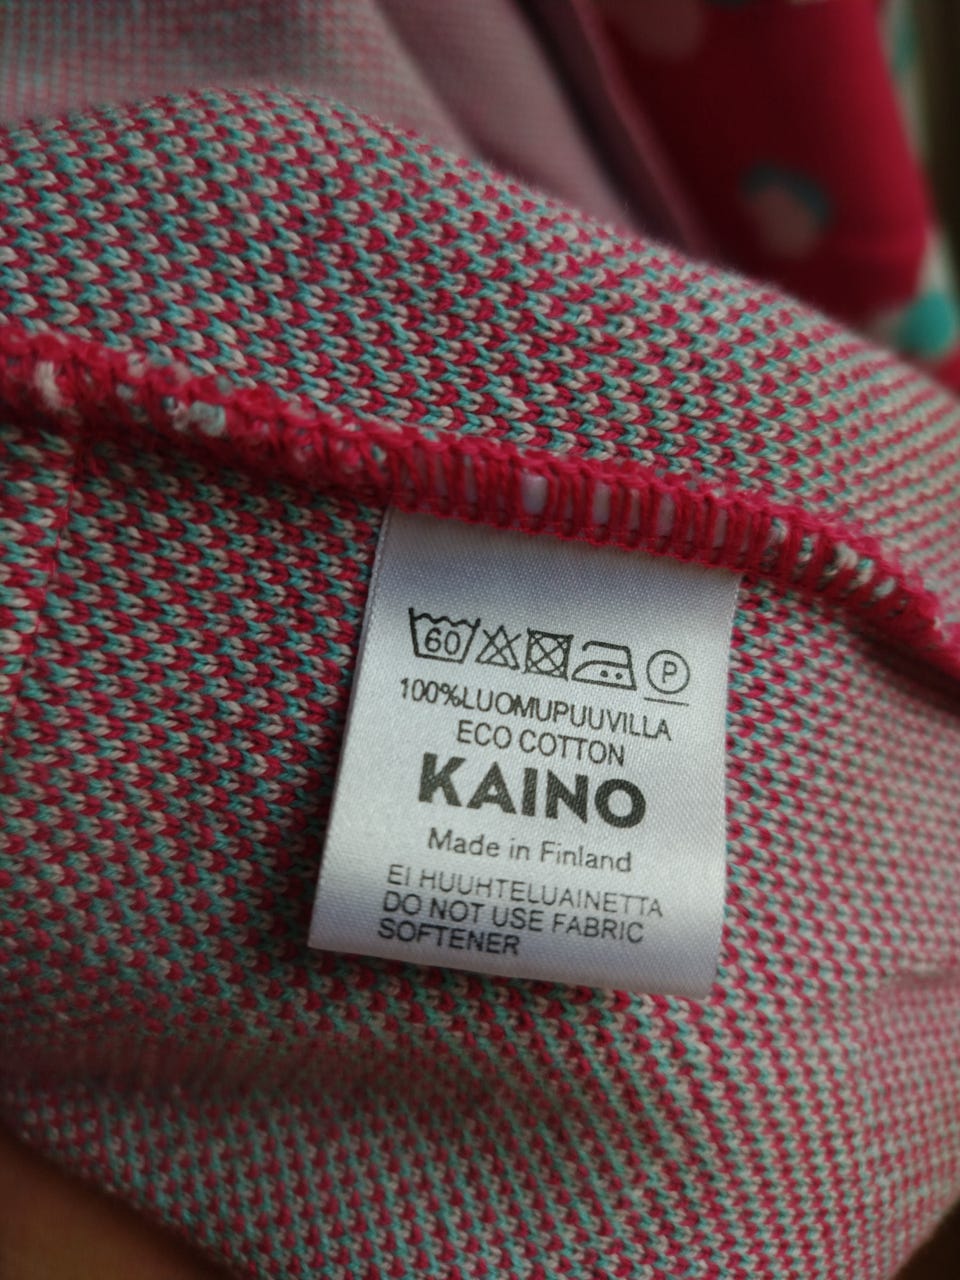 60 P
100%LUOMUPUUVILLA
ECO COTTON
KAINO
Made in Finland
EI HUUHTELUAINETTA
DO NOT USE FABRIC
SOFTENER